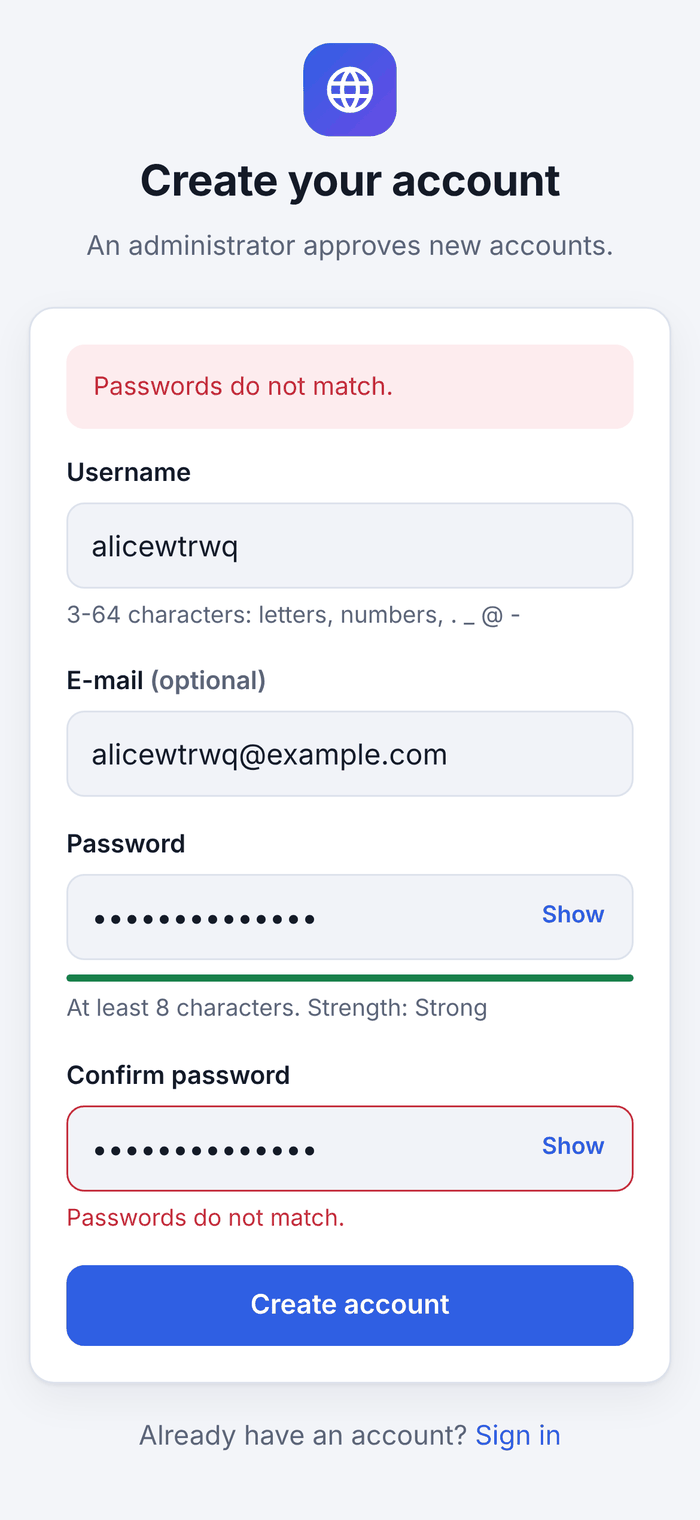 Create your account
An administrator approves new accounts.
Passwords do not match.
Username
alicewtrwq
3-64 characters: letters, numbers, . _ @ -
E-mail (optional)
alicewtrwq@example.com
Password
•••••••••••••• Show
At least 8 characters. Strength: Strong
Confirm password
•••••••••••••• Show
Passwords do not match.
Create account
Already have an account? Sign in